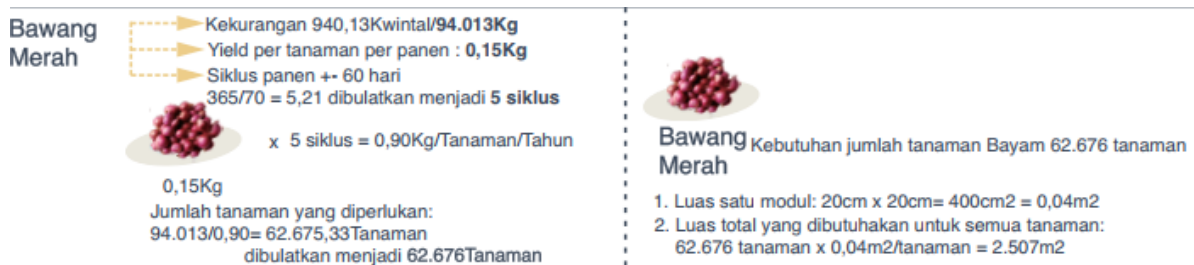 Bawang
Merah
Kekurangan 940,13Kwintal/94.013Kg
Yield per tanaman per panen : 0,15Kg
Siklus panen +- 60 hari
365/70 = 5,21 dibulatkan menjadi 5 siklus
x 5 siklus = 0,90Kg/Tanaman/Tahun
0,15Kg
Jumlah tanaman yang diperlukan:
94.013/0,90= 62.675,33Tanaman
dibulatkan menjadi 62.676Tanaman
Bawang
Merah
Kebutuhan jumlah tanaman Bayam 62.676 tanaman
1. Luas satu modul: 20cm x 20cm= 400cm2 = 0,04m2
2. Luas total yang dibutuhakan untuk semua tanaman:
62.676 tanaman x 0,04m2/tanaman = 2.507m2